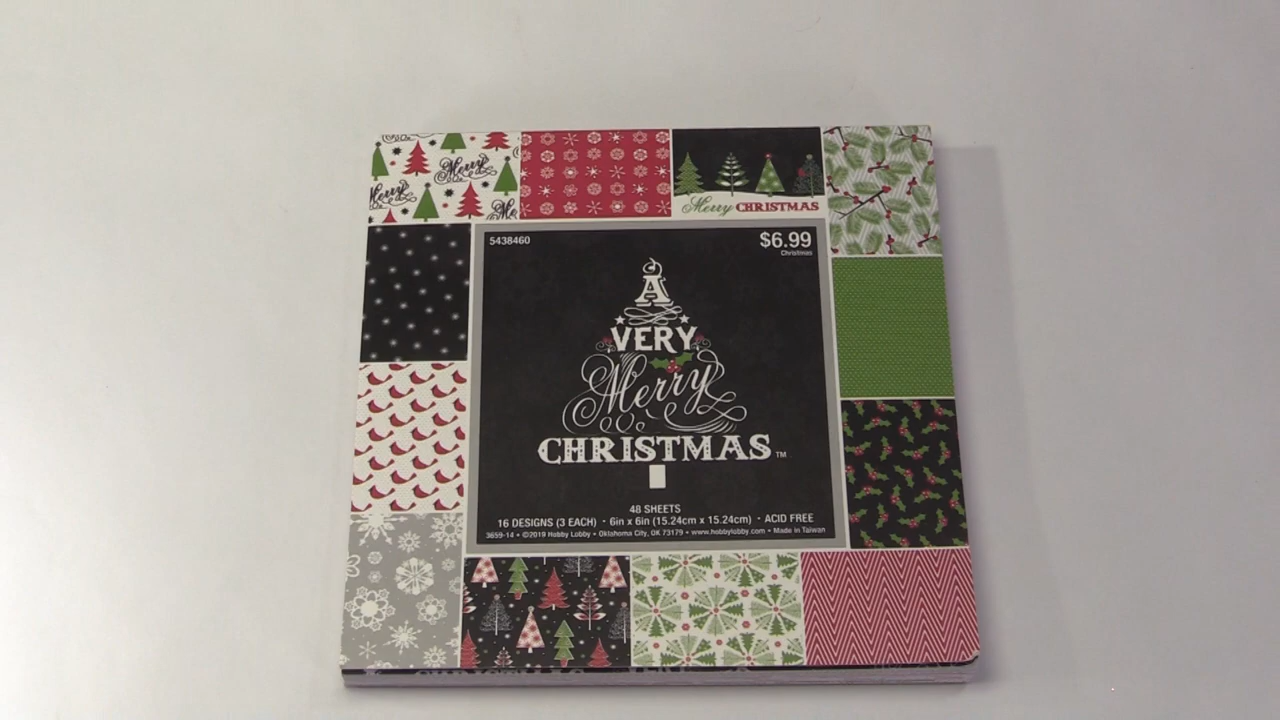 Merry
Merry
Me
Merry CHRISTMAS
5438460
$6.99
Christmas
A
VERY
Merry
CHRISTMAS™
48 SHEETS
16 DESIGNS (3 EACH) • 6in x 6in (15.24cm x 15.24cm) • ACID FREE
3659-14 • ©2019 Hobby Lobby • Oklahoma City, OK 73179 • www.hobbylobby.com • Made in Taiwan